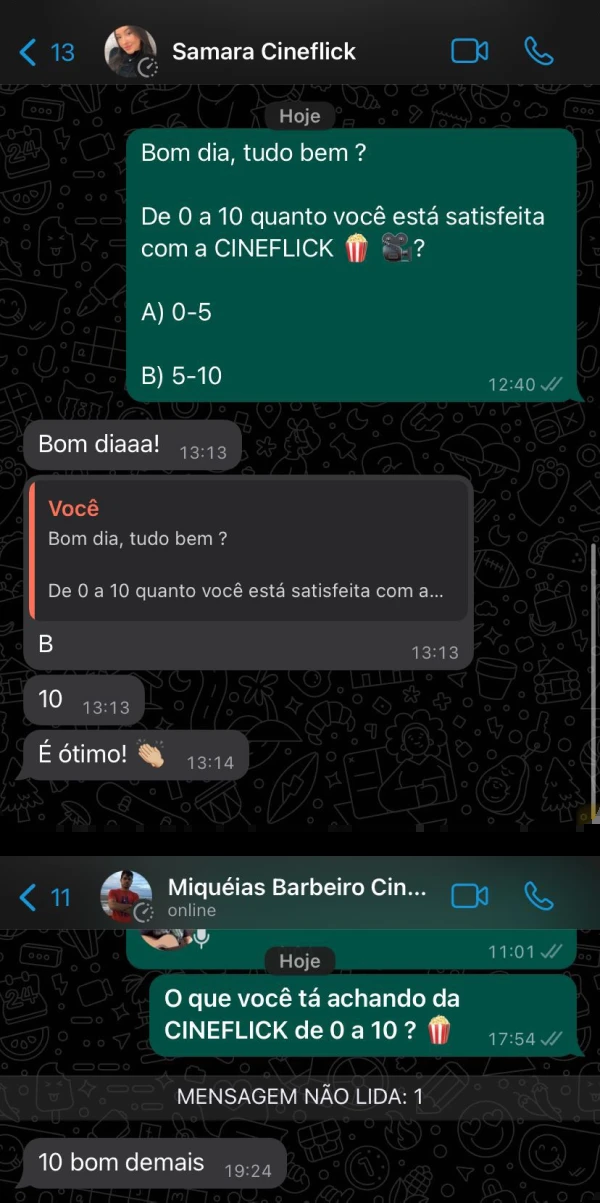 13
Samara Cineflick
Hoje
Bom dia, tudo bem ?
De 0 a 10 quanto você está satisfeita
com a CINEFLICK 🍿 🎥?
A) 0-5
B) 5-10
12:40
Bom diaaa!
13:13
Você
Bom dia, tudo bem ?
De 0 a 10 quanto você está satisfeita com a...
B
13:13
10
13:13
É ótimo! 👏🏼
13:14
11
Miquéias Barbeiro Cin...
online
11:01
Hoje
O que você tá achando da
CINEFLICK de 0 a 10 ? 🍿
17:54
MENSAGEM NÃO LIDA: 1
10 bom demais
19:24